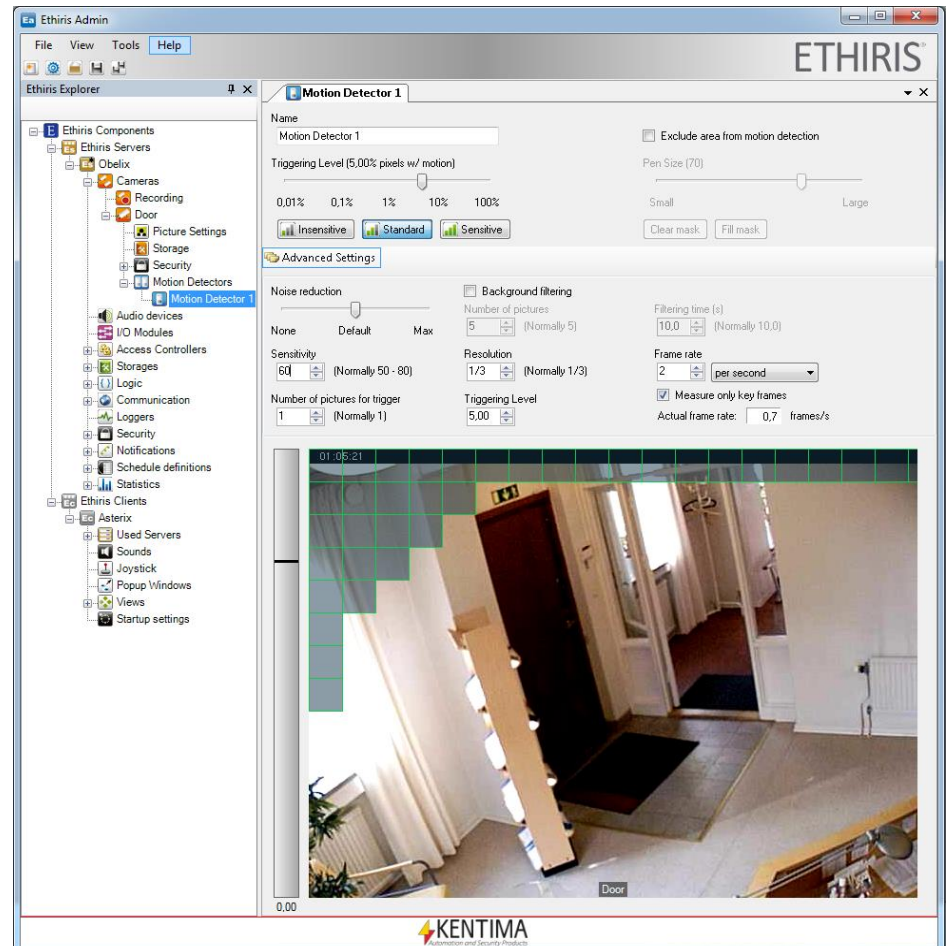 Ethiris Admin
File View Tools Help
ETHIRIS
Ethiris Explorer
Ethiris Components
Ethiris Servers
Obelix
Cameras
Recording
Door
Picture Settings
Storage
Security
Motion Detectors
Motion Detector 1
Audio devices
I/O Modules
Access Controllers
Storages
Logic
Communication
Loggers
Security
Notifications
Schedule definitions
Statistics
Ethiris Clients
Asterix
Used Servers
Sounds
Joystick
Popup Windows
Views
Startup settings
Motion Detector 1
Name
Motion Detector 1
Exclude area from motion detection
Triggering Level (5,00% pixels w/ motion)
Pen Size (70)
0,01% 0,1% 1% 10% 100%
Small Large
Insensitive Standard Sensitive
Clear mask Fill mask
Advanced Settings
Noise reduction
Background filtering
Number of pictures
Filtering time (s)
None Default Max
5 (Normally 5)
10,0 (Normally 10,0)
Sensitivity
Resolution
Frame rate
60 (Normally 50 - 80)
1/3 (Normally 1/3)
2 per second
Measure only key frames
Number of pictures for trigger
Triggering Level
1 (Normally 1)
5,00
Actual frame rate: 0,7 frames/s
01:05:21
Door
0,00
KENTIMA
Automation and Security Products